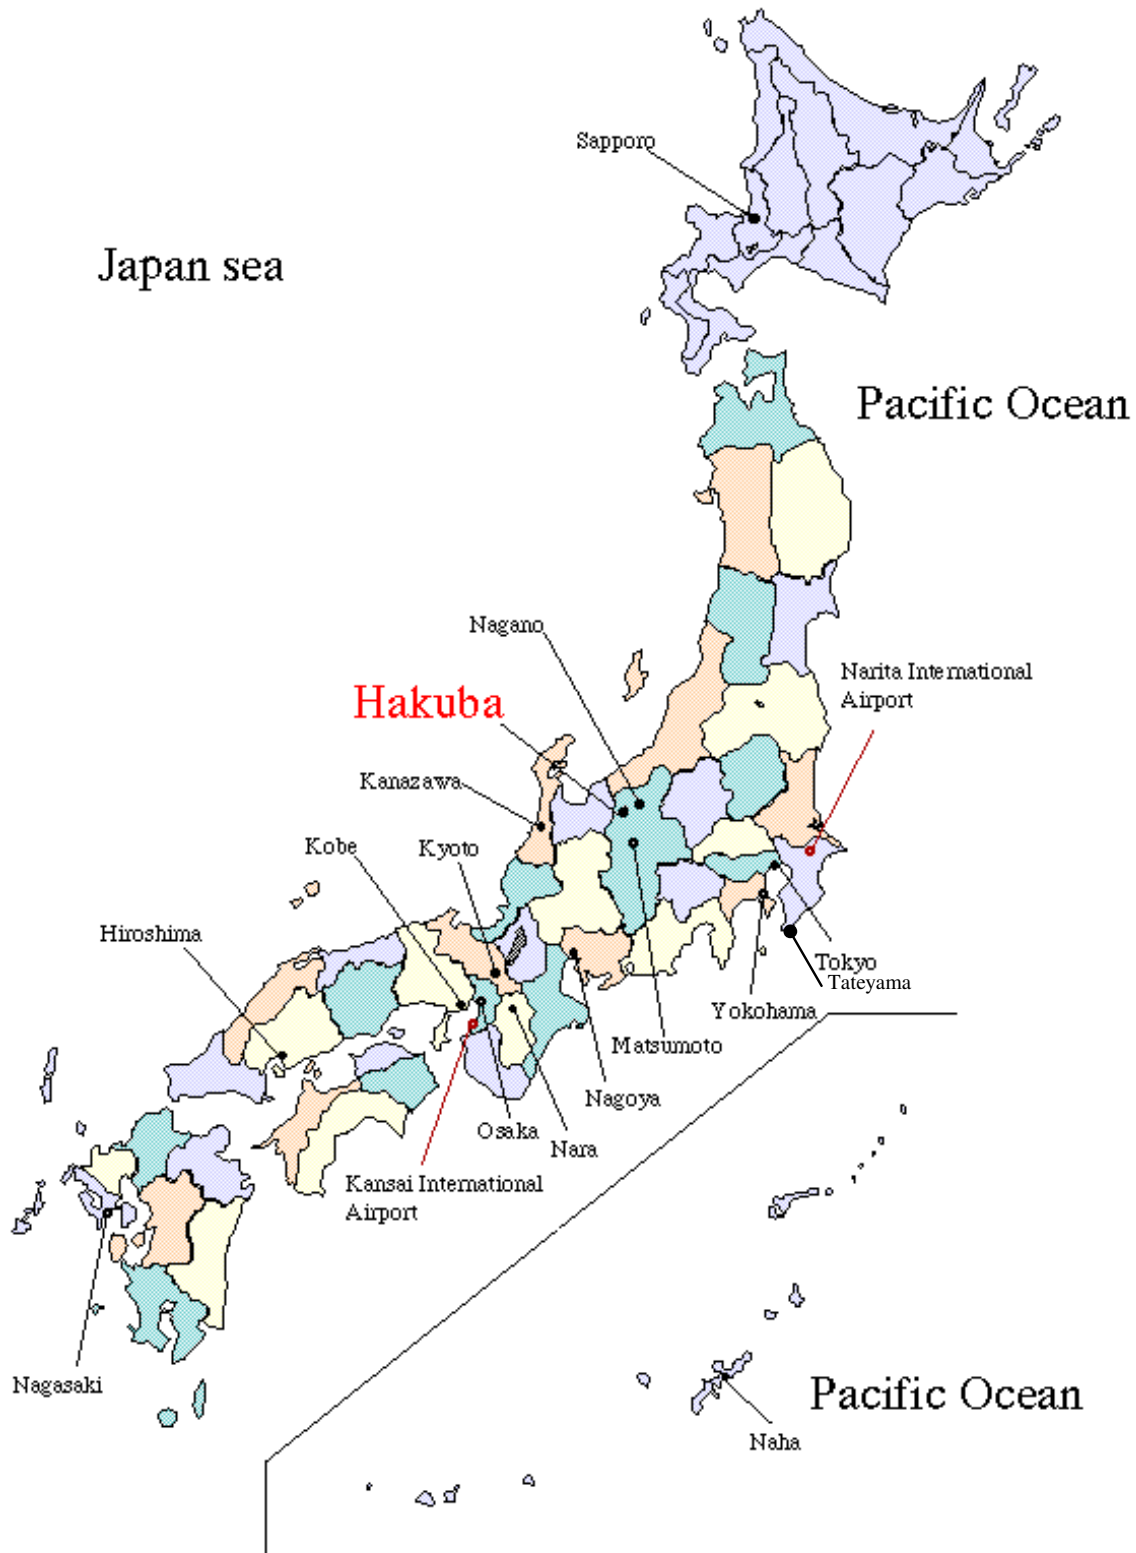 Sapporo
Japan sea
Pacific Ocean
Nagano
Narita International
Airport
Hakuba
Kanazawa
Kobe
Kyoto
Hiroshima
Tokyo
Tateyama
Yokohama
Matsumoto
Nagoya
Osaka
Nara
Kansai International
Airport
Nagasaki
Pacific Ocean
Naha